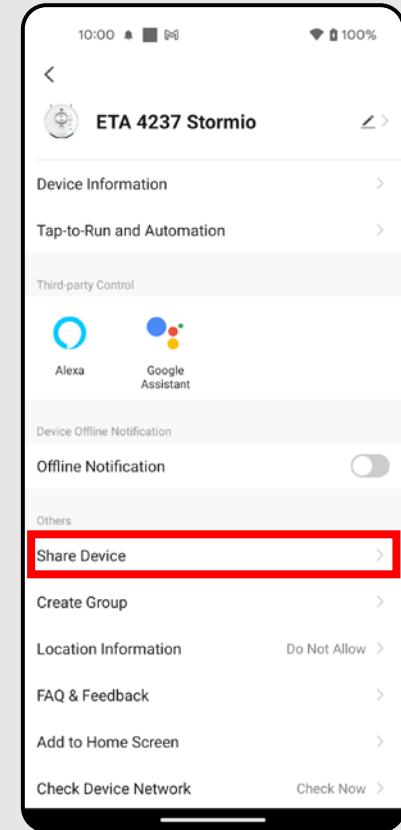 10:00 100%
ETA 4237 Stormio
Device Information
Tap-to-Run and Automation
Third-party Control
Alexa Google
Assistant
Device Offline Notification
Offline Notification
Others
Share Device
Create Group
Location Information Do Not Allow
FAQ & Feedback
Add to Home Screen
Check Device Network Check Now